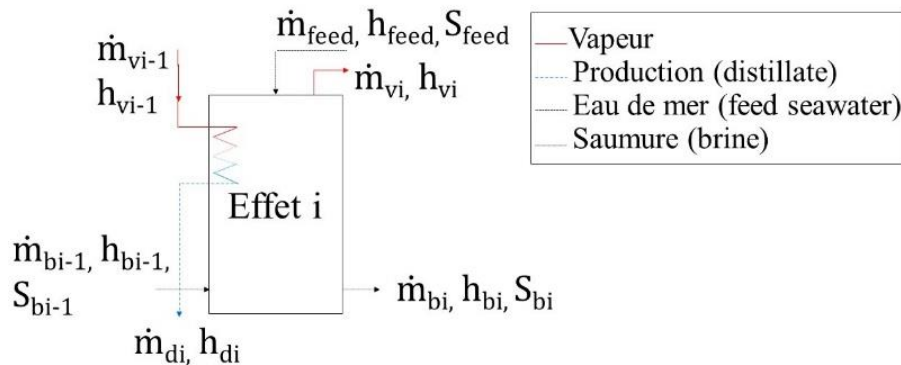 ṁfeed, hfeed, Sfeed
ṁvi-1
hvi-1
ṁvi, hvi
Effet i
ṁbi-1, hbi-1,
Sbi-1
ṁbi, hbi, Sbi
ṁdi, hdi
Vapeur
Production (distillate)
Eau de mer (feed seawater)
Saumure (brine)